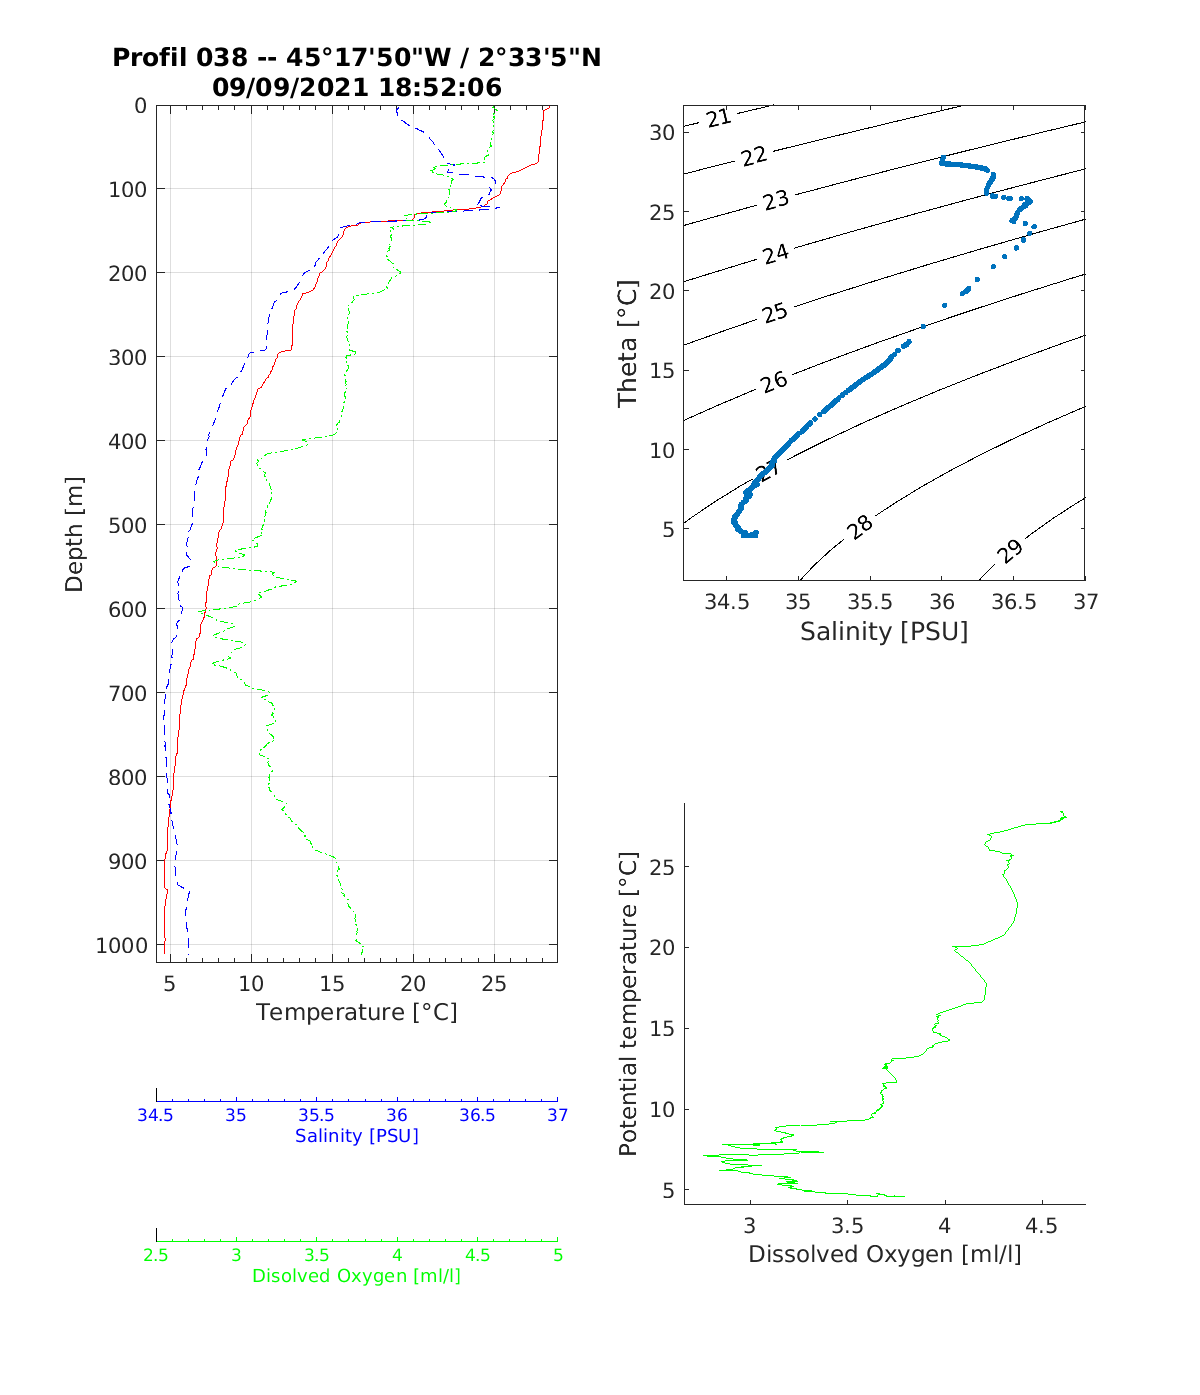 Profil 038 -- 45°17'50"W / 2°33'5"N
09/09/2021 18:52:06
0
100
200
300
400
500
600
700
800
900
1000
Depth [m]
5 10 15 20 25
Temperature [°C]
34.5 35 35.5 36 36.5 37
Salinity [PSU]
2.5 3 3.5 4 4.5 5
Disolved Oxygen [ml/l]
30
25
20
15
10
5
Theta [°C]
21
22
23
24
25
26
27
28
29
34.5 35 35.5 36 36.5 37
Salinity [PSU]
25
20
15
10
5
Potential temperature [°C]
3 3.5 4 4.5
Dissolved Oxygen [ml/l]